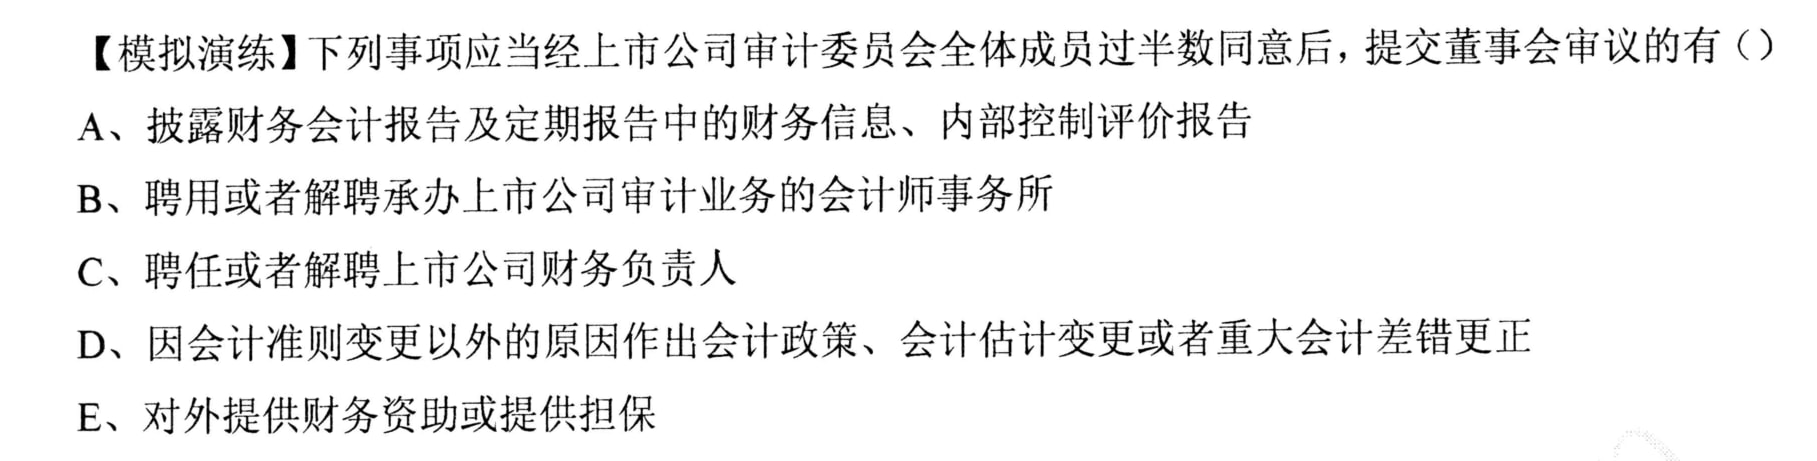 【模拟演练】下列事项应当经上市公司审计委员会全体成员过半数同意后，提交董事会审议的有（）
A、披露财务会计报告及定期报告中的财务信息、内部控制评价报告
B、聘用或者解聘承办上市公司审计业务的会计师事务所
C、聘任或者解聘上市公司财务负责人
D、因会计准则变更以外的原因作出会计政策、会计估计变更或者重大会计差错更正
E、对外提供财务资助或提供担保